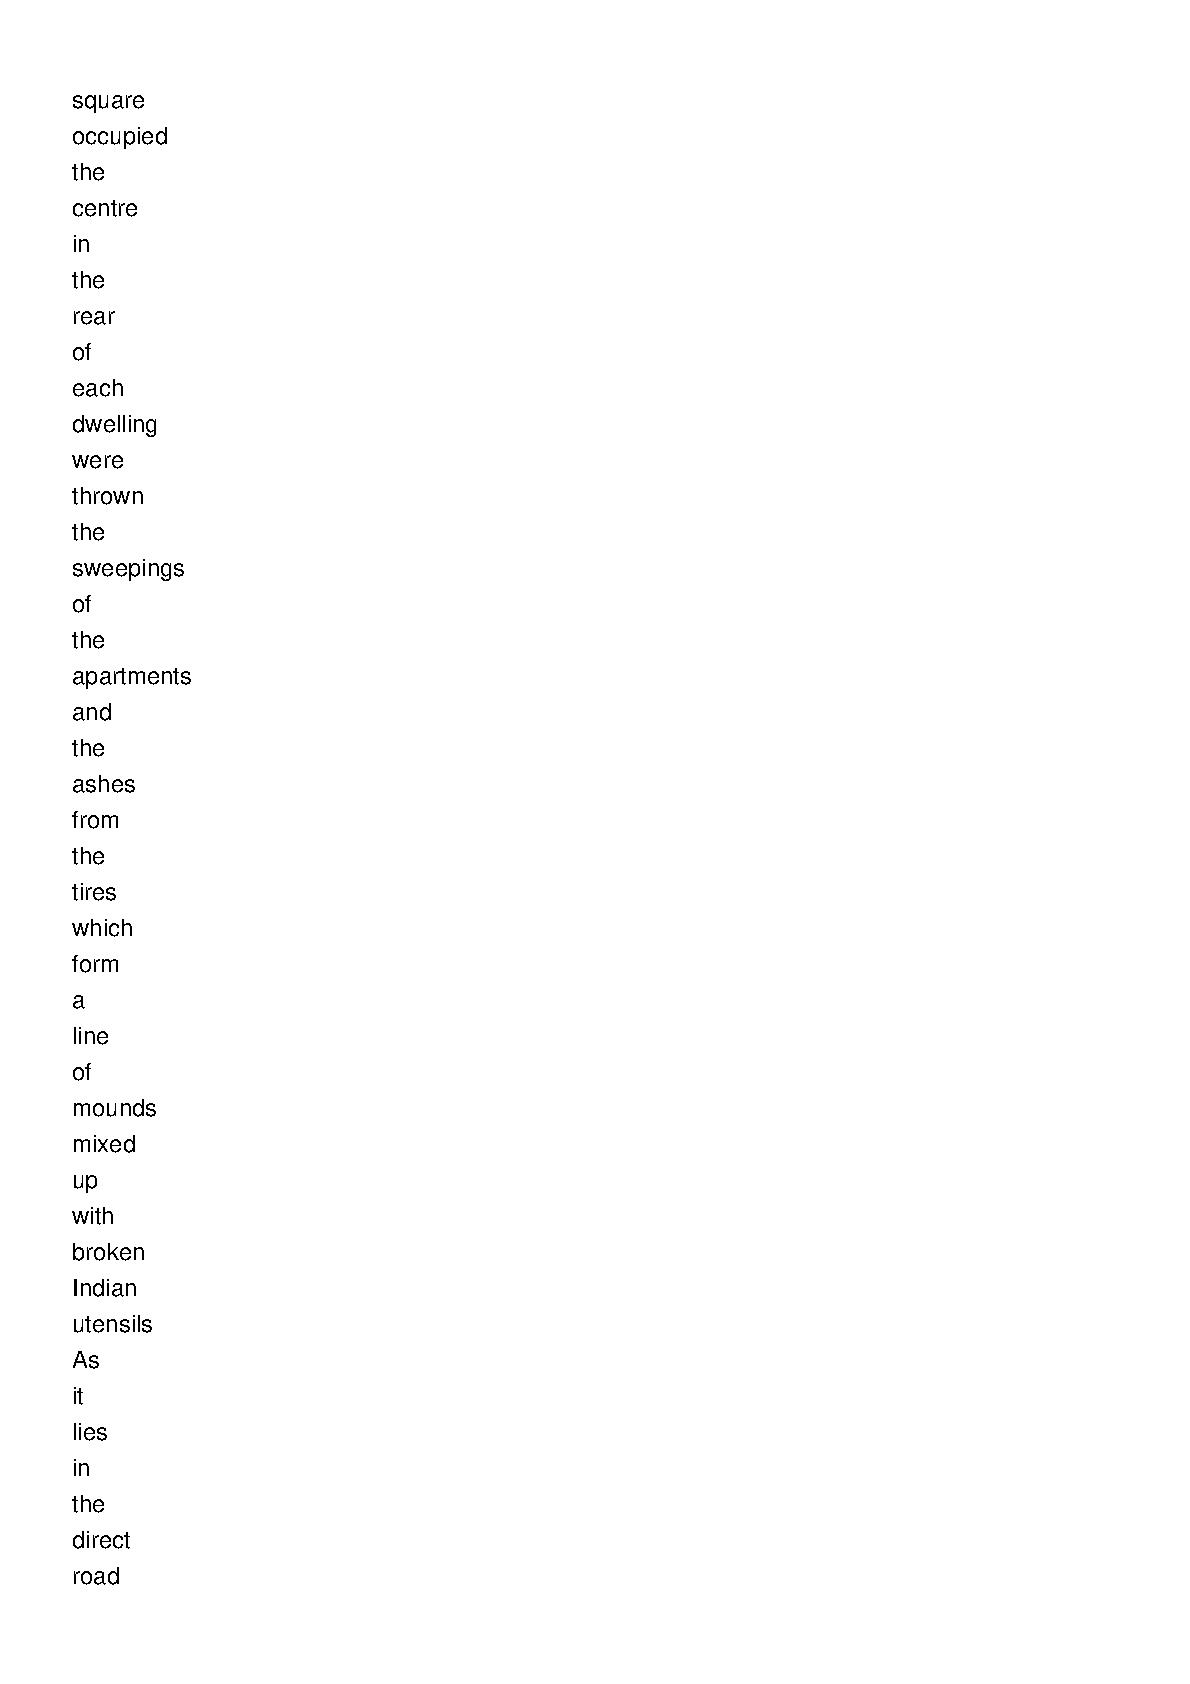 square
occupied
the
centre
in
the
rear
of
each
dwelling
were
thrown
the
sweepings
of
the
apartments
and
the
ashes
from
the
tires
which
form
a
line
of
mounds
mixed
up
with
broken
Indian
utensils
As
it
lies
in
the
direct
road